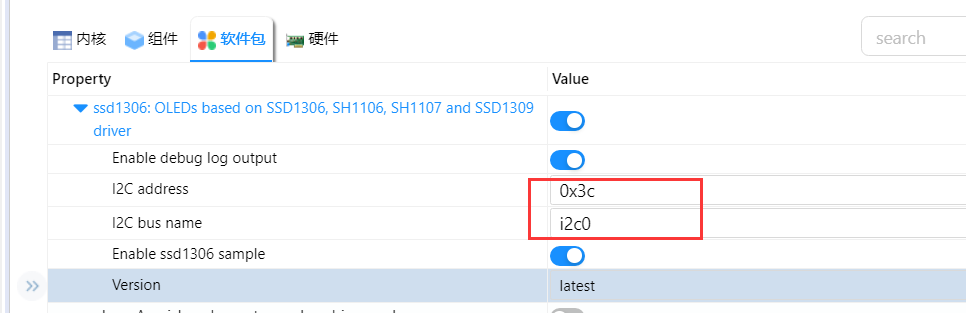 内核 组件 软件包 硬件 search
Property Value
ssd1306: OLEDs based on SSD1306, SH1106, SH1107 and SSD1309
driver
Enable debug log output
I2C address 0x3c
I2C bus name i2c0
Enable ssd1306 sample
Version latest